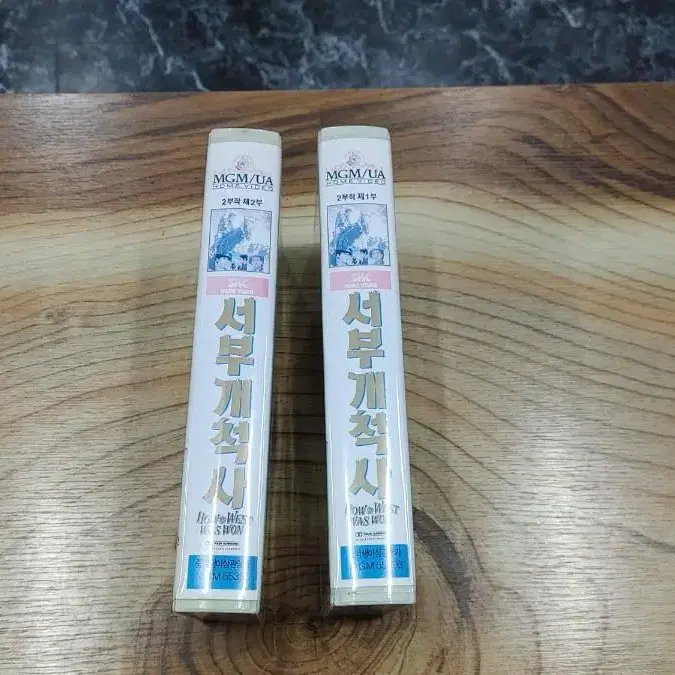 MGM/UA
HOME VIDEO
2부작 제2부
SKC
HOME VIDEO
서부개척사
HOW THE WEST
WAS WON
MGM/UA
HOME VIDEO
2부작 제1부
SKC
HOME VIDEO
서부개척사
HOW THE WEST
WAS WON